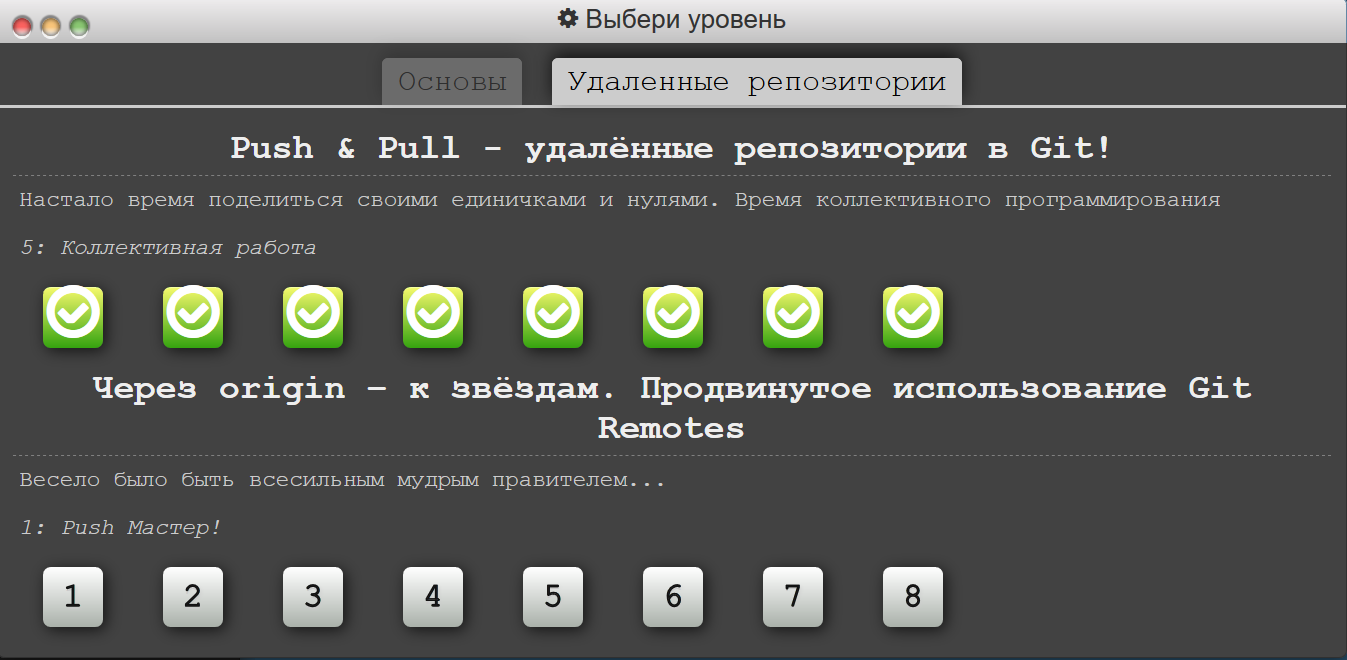 Выбери уровень
Основы
Удаленные репозитории
Push & Pull - удалённые репозитории в Git!
Настало время поделиться своими единичками и нулями. Время коллективного программирования
5: Коллективная работа
Через origin – к звёздам. Продвинутое использование Git
Remotes
Весело было быть всесильным мудрым правителем...
1: Push Мастер!
1 2 3 4 5 6 7 8